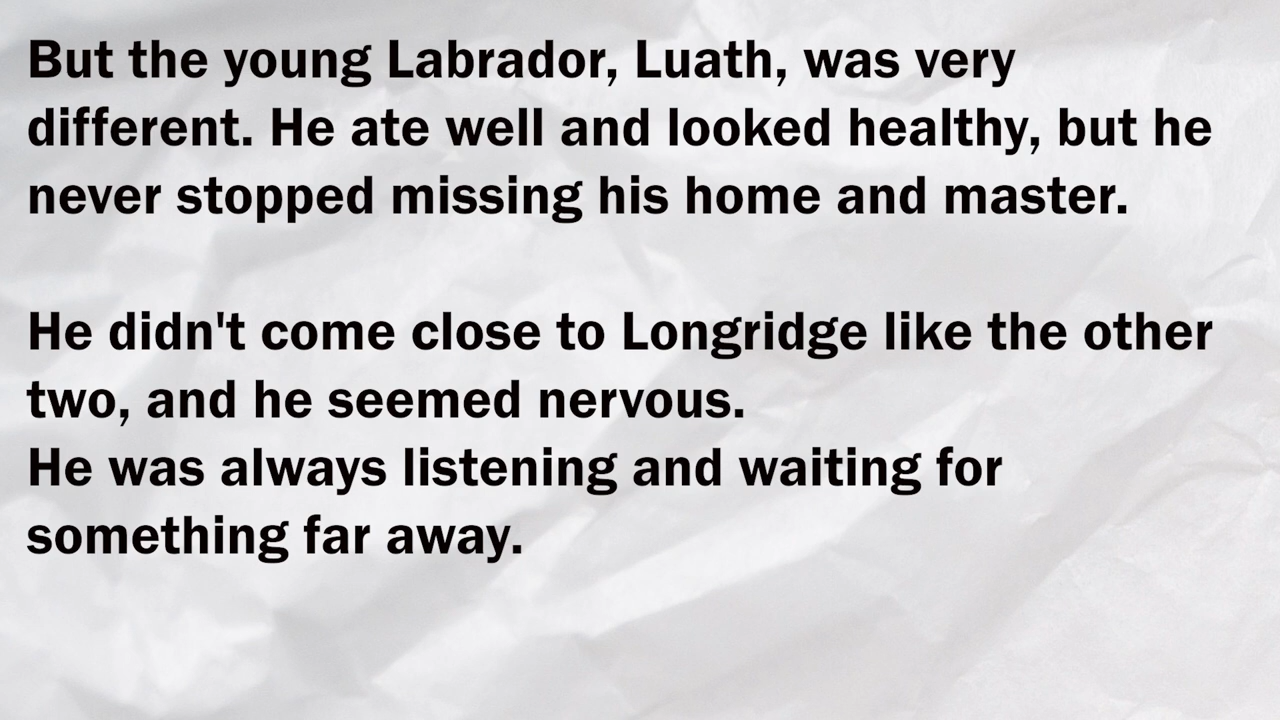 But the young Labrador, Luath, was very
different. He ate well and looked healthy, but he
never stopped missing his home and master.
He didn't come close to Longridge like the other
two, and he seemed nervous.
He was always listening and waiting for
something far away.